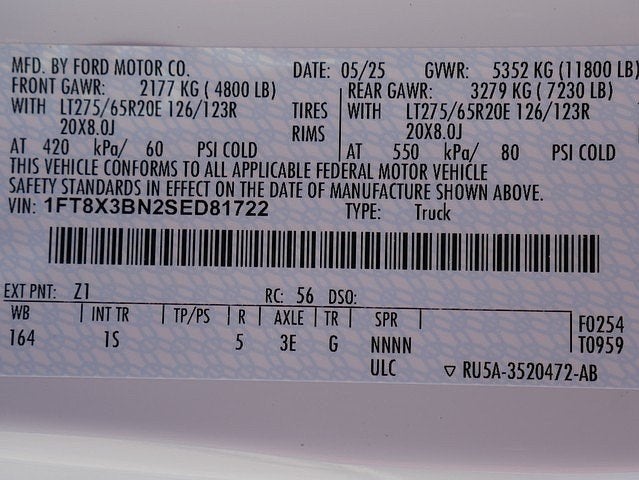 MFD. BY FORD MOTOR CO. DATE: 05/25 GVWR: 5352 KG (11800 LB)
FRONT GAWR: 2177 KG ( 4800 LB) REAR GAWR: 3279 KG ( 7230 LB)
WITH LT275/65R20E 126/123R TIRES WITH LT275/65R20E 126/123R
20X8.0J RIMS 20X8.0J
AT 420 kPa/ 60 PSI COLD AT 550 kPa/ 80 PSI COLD
THIS VEHICLE CONFORMS TO ALL APPLICABLE FEDERAL MOTOR VEHICLE
SAFETY STANDARDS IN EFFECT ON THE DATE OF MANUFACTURE SHOWN ABOVE.
VIN: 1FT8X3BN2SED81722 TYPE: Truck
EXT PNT: Z1 RC: 56 DSO:
WB INT TR TP/PS R AXLE TR SPR F0254
164 1S 5 3E G NNNN T0959
ULC ▽ RU5A-3520472-AB